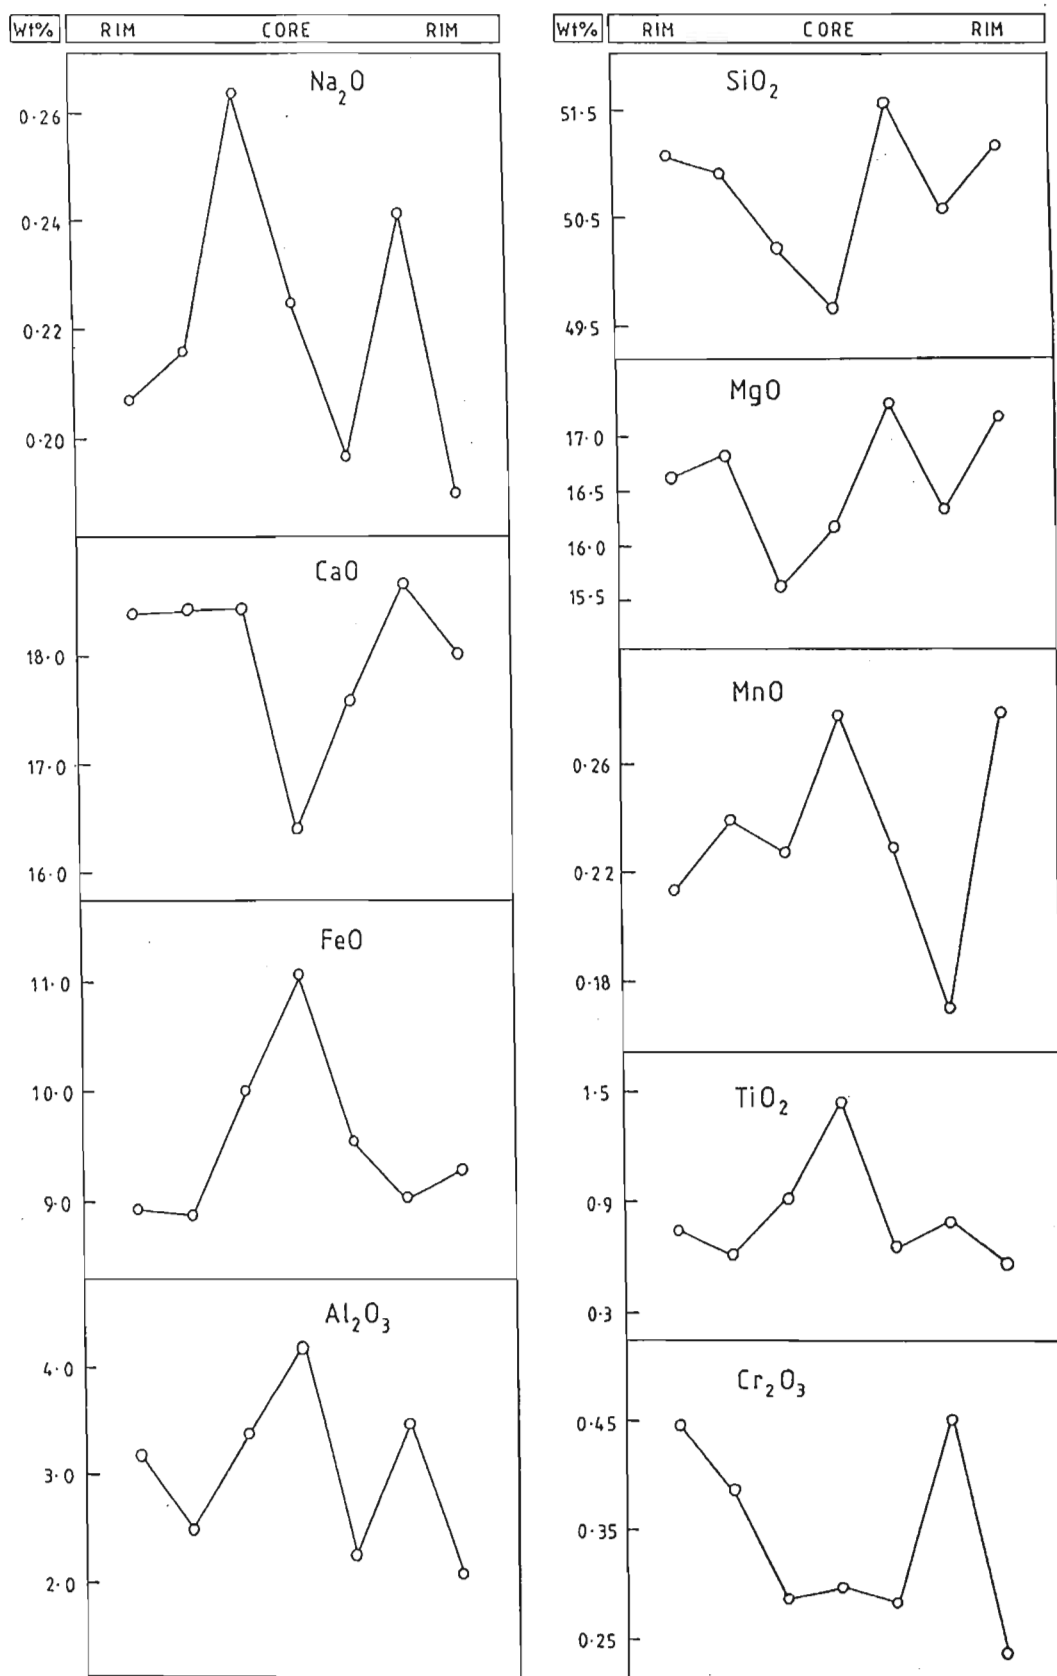 Wt% RIM CORE RIM
Na₂O
0·26
0·24
0·22
0·20
CaO
18·0
17·0
16·0
FeO
11·0
10·0
9·0
Al₂O₃
4·0
3·0
2·0
Wt% RIM CORE RIM
SiO₂
51·5
50·5
49·5
MgO
17·0
16·5
16·0
15·5
MnO
0·26
0·22
0·18
TiO₂
1·5
0·9
0·3
Cr₂O₃
0·45
0·35
0·25